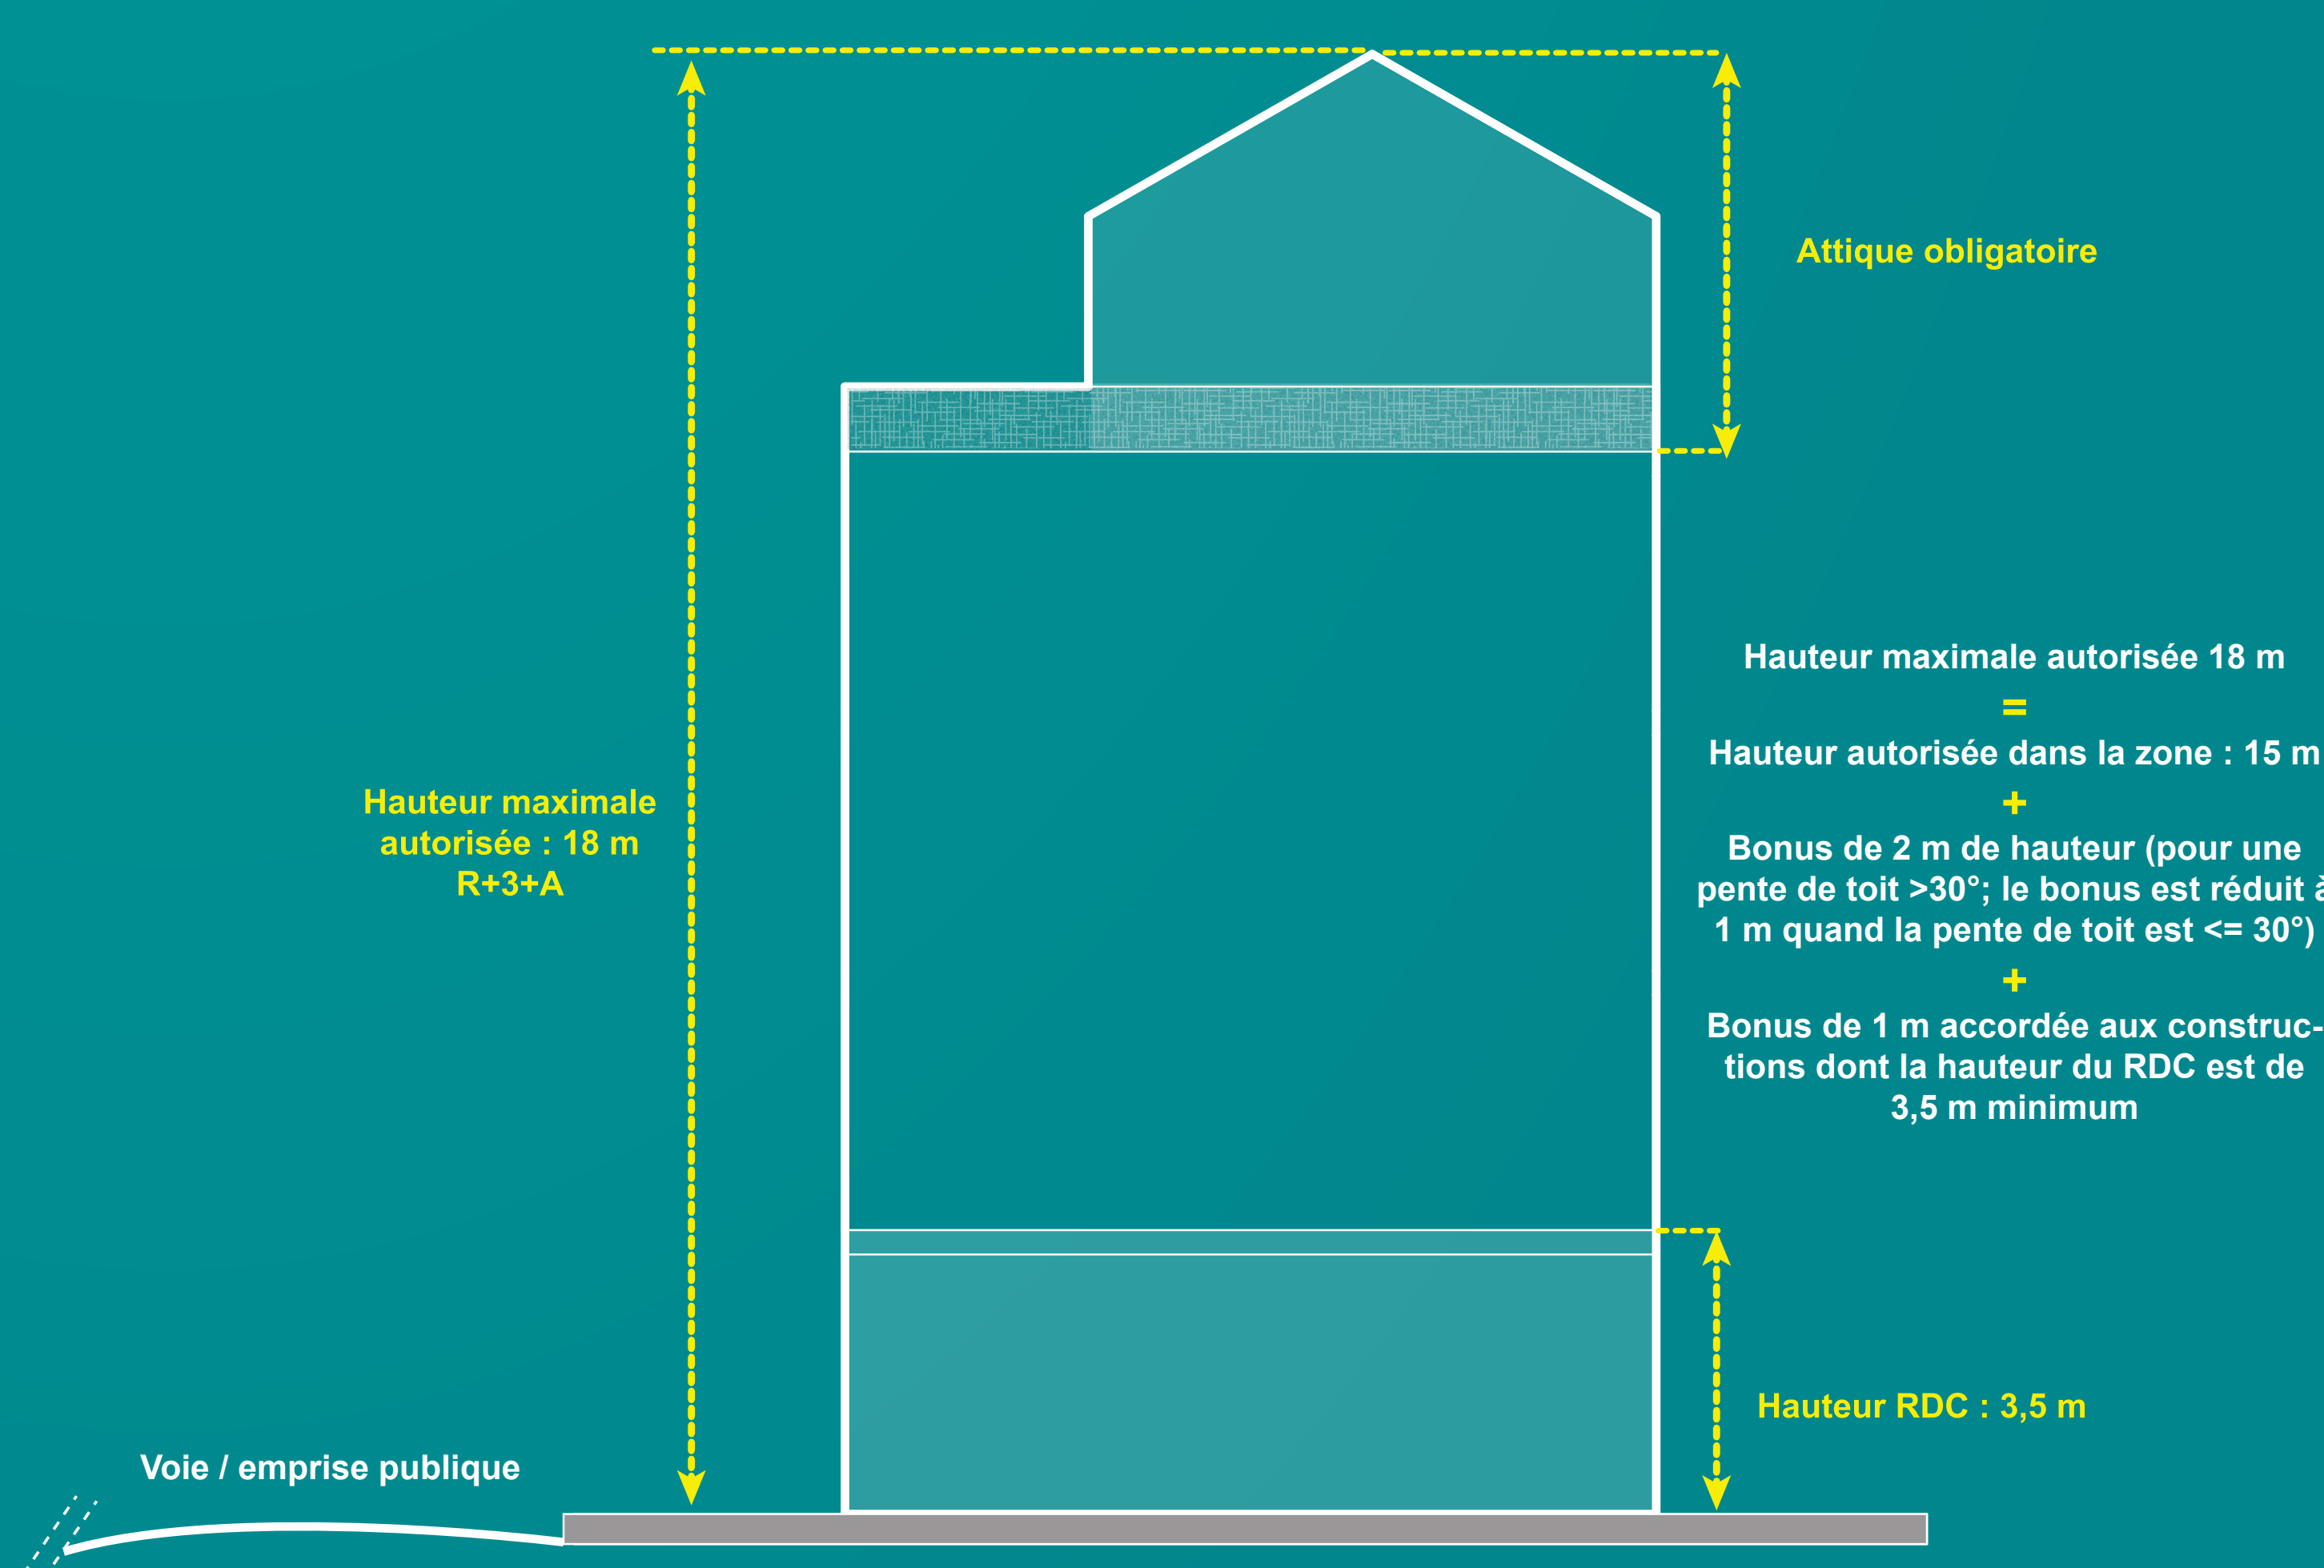 Attique obligatoire
Hauteur maximale
autorisée : 18 m
R+3+A
Hauteur maximale autorisée 18 m
=
Hauteur autorisée dans la zone : 15 m
+
Bonus de 2 m de hauteur (pour une
pente de toit >30°; le bonus est réduit à
1 m quand la pente de toit est <= 30°)
+
Bonus de 1 m accordée aux construc-
tions dont la hauteur du RDC est de
3,5 m minimum
Hauteur RDC : 3,5 m
Voie / emprise publique